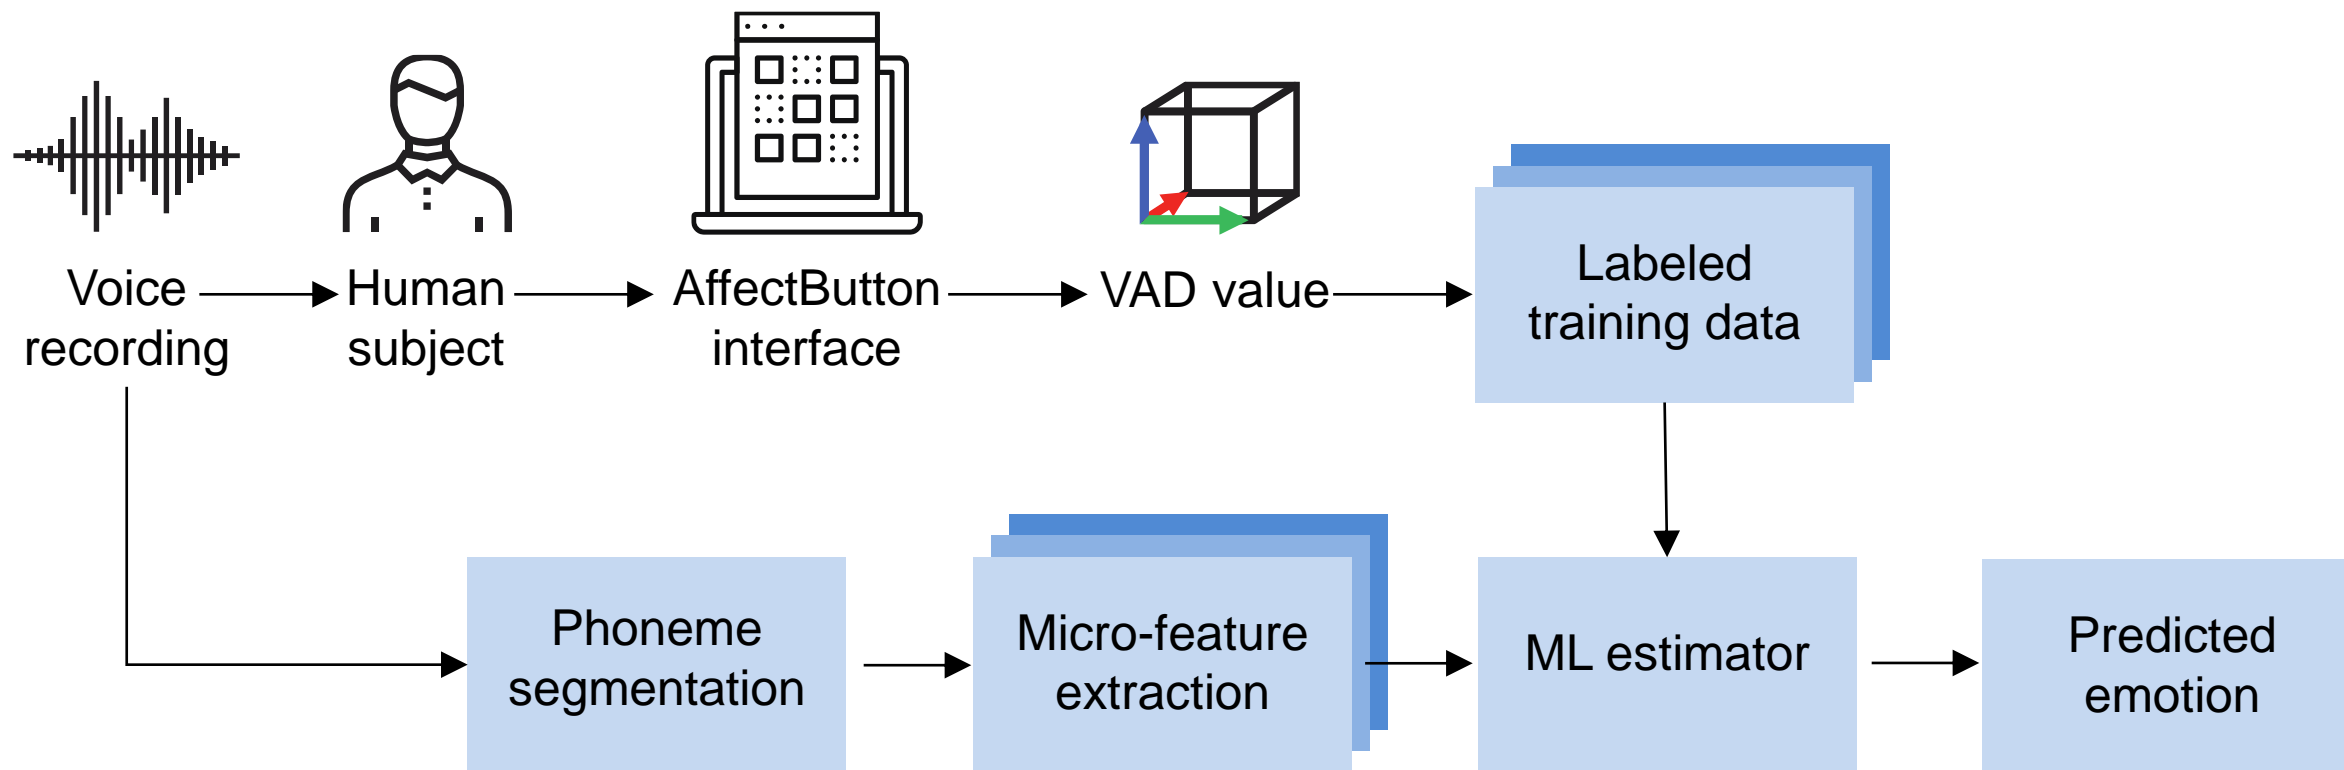 Voice
recording
Human
subject
AffectButton
interface
VAD value
Labeled
training data
Phoneme
segmentation
Micro-feature
extraction
ML estimator
Predicted
emotion